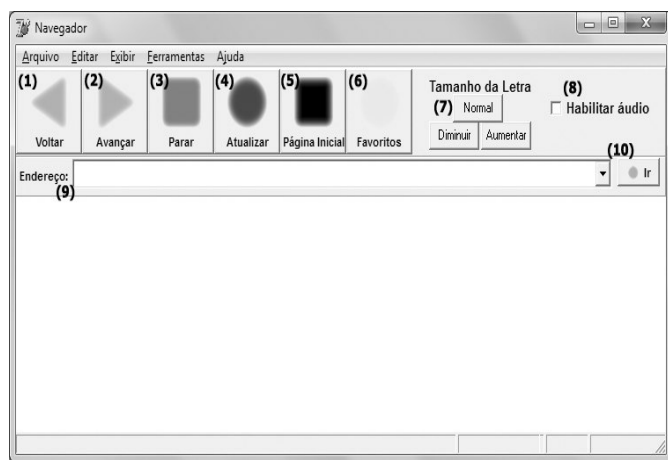 Navegador
Arquivo Editar Exibir Ferramentas Ajuda
(1) (2) (3) (4) (5) (6)
Voltar Avançar Parar Atualizar Página Inicial Favoritos
Tamanho da Letra
(7) Normal
Diminuir Aumentar
(8)
Habilitar áudio
(10)
Endereço: Ir
(9)